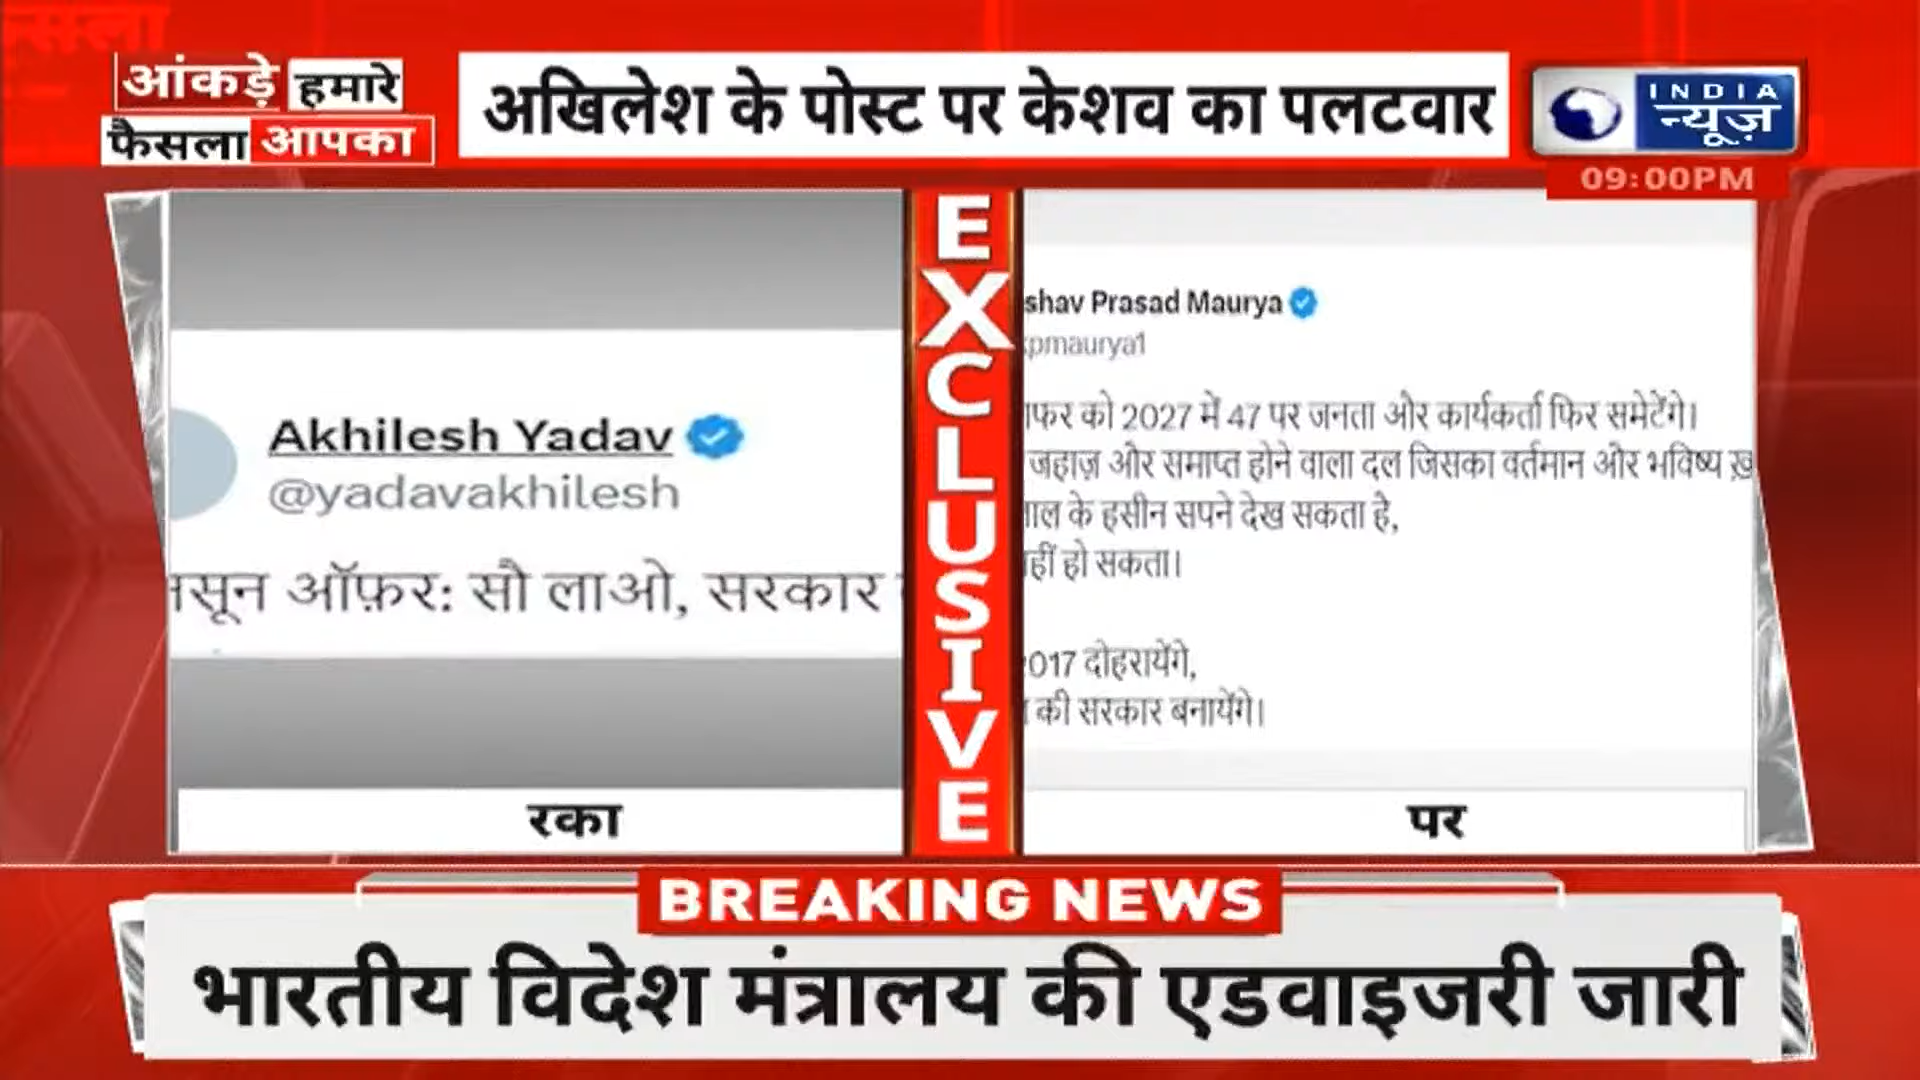 आंकड़े हमारे
फैसला आपका
अखिलेश के पोस्ट पर केशव का पलटवार
INDIA
न्यूज़
09:00PM
Akhilesh Yadav
@yadavakhilesh
ऑफ़र: सौ लाओ, सरकार
रका
EXCLUSIVE
shav Prasad Maurya
pmaurya1
को 2027 में 47 पर जनता और कार्यकर्ता फिर समेटेंगे।
जहाज़ और समाप्त होने वाला दल जिसका वर्तमान और भविष्य
के हसीन सपने देख सकता है,
हो सकता।
017 दोहरायेंगे,
की सरकार बनायेंगे।
पर
BREAKING NEWS
भारतीय विदेश मंत्रालय की एडवाइजरी जारी